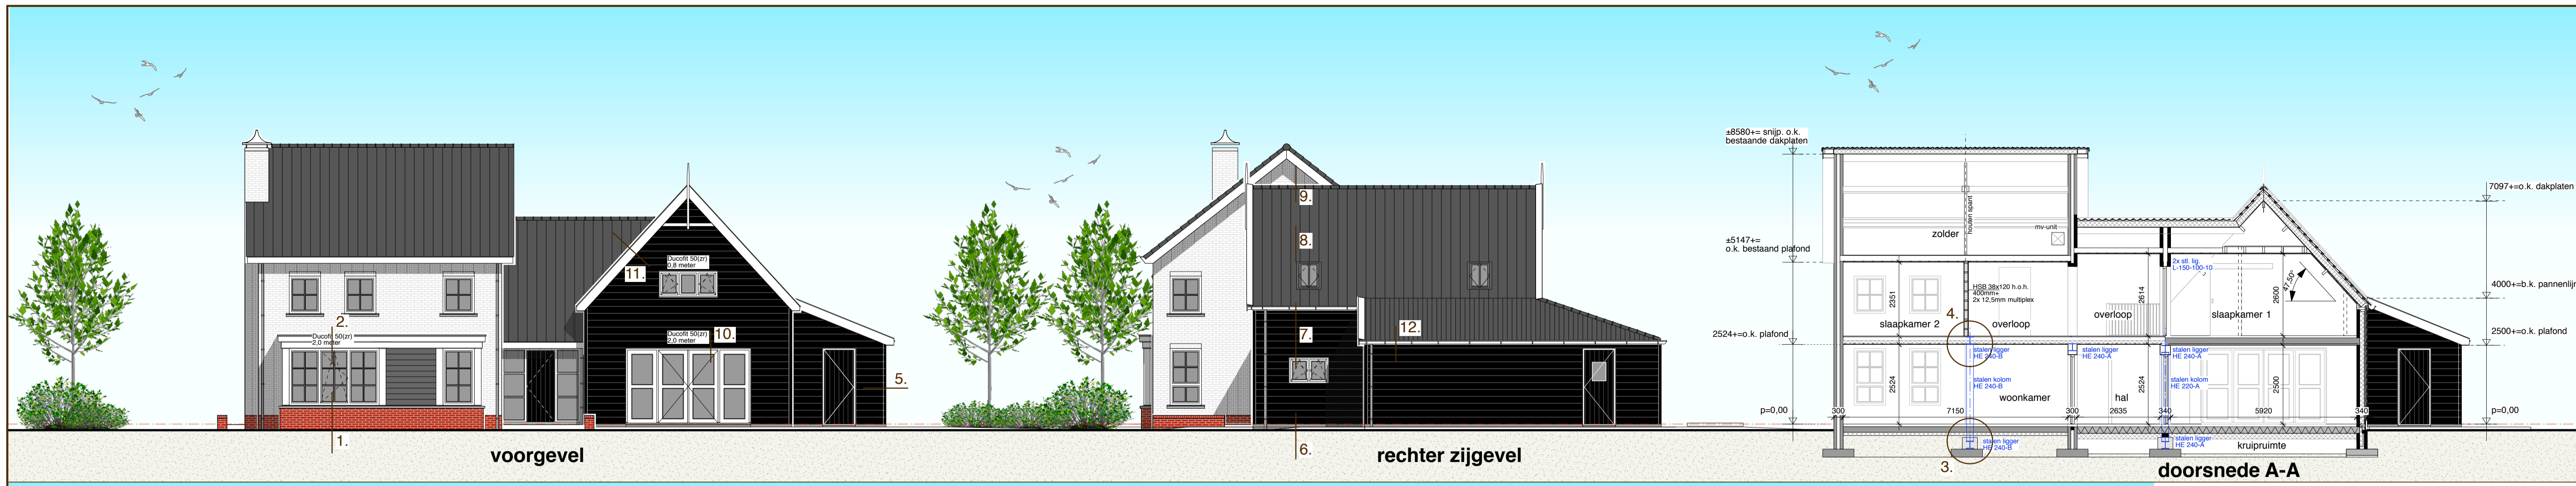 2.
Ducofit 50(zr)
2,0 meter
1.
11.
Ducofit 50(zr)
0,8 meter
Ducofit 50(zr)
2,0 meter
10.
5.
voorgevel
9.
8.
7.
12.
6.
rechter zijgevel
±8580+= snijp. o.k.
bestaande dakplaten
±5147+=
o.k. bestaand plafond
2524+=o.k. plafond
p=0,00
zolder
houten spant
mv-unit
2x stl. lig.
L-150-100-10
HSB 38x120 h.o.h.
400mm+
2x 12,5mm multiplex
2351
2614
2600
47.50°
slaapkamer 2
overloop
overloop
slaapkamer 1
4.
stalen ligger
HE 240-B
stalen ligger
HE 240-A
stalen ligger
HE 240-A
stalen kolom
HE 240-B
stalen kolom
HE 220-A
2524
2524
2500
woonkamer
hal
300
7150
300
2635
340
5920
340
stalen ligger
HE 240-B
stalen ligger
HE 240-A
kruipruimte
3.
doorsnede A-A
7097+=o.k. dakplaten
4000+=b.k. pannenlijn
2500+=o.k. plafond
p=0,00